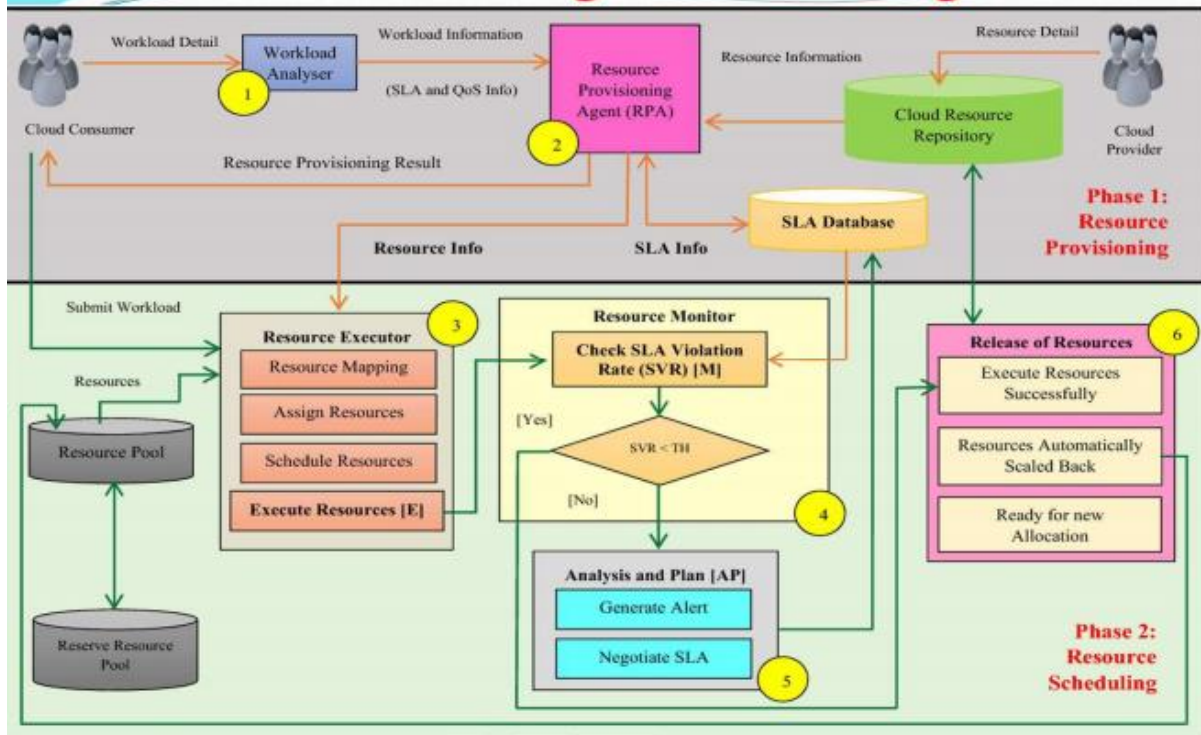 Workload Detail
Workload
Analyser
1
Workload Information
(SLA and QoS Info)
Resource
Provisioning
Agent (RPA)
2
Resource Information
Resource Detail
Cloud Resource
Repository
Cloud Consumer
Cloud
Provider
Resource Provisioning Result
Phase 1:
Resource
Provisioning
SLA Database
Resource Info
SLA Info
Submit Workload
Resources
Resource Pool
Reserve Resource
Pool
3
Resource Executor
Resource Mapping
Assign Resources
Schedule Resources
Execute Resources [E]
Resource Monitor
Check SLA Violation
Rate (SVR) [M]
[Yes]
SVR < TH
[No]
4
Analysis and Plan [AP]
Generate Alert
Negotiate SLA
5
6
Release of Resources
Execute Resources
Successfully
Resources Automatically
Scaled Back
Ready for new
Allocation
Phase 2:
Resource
Scheduling